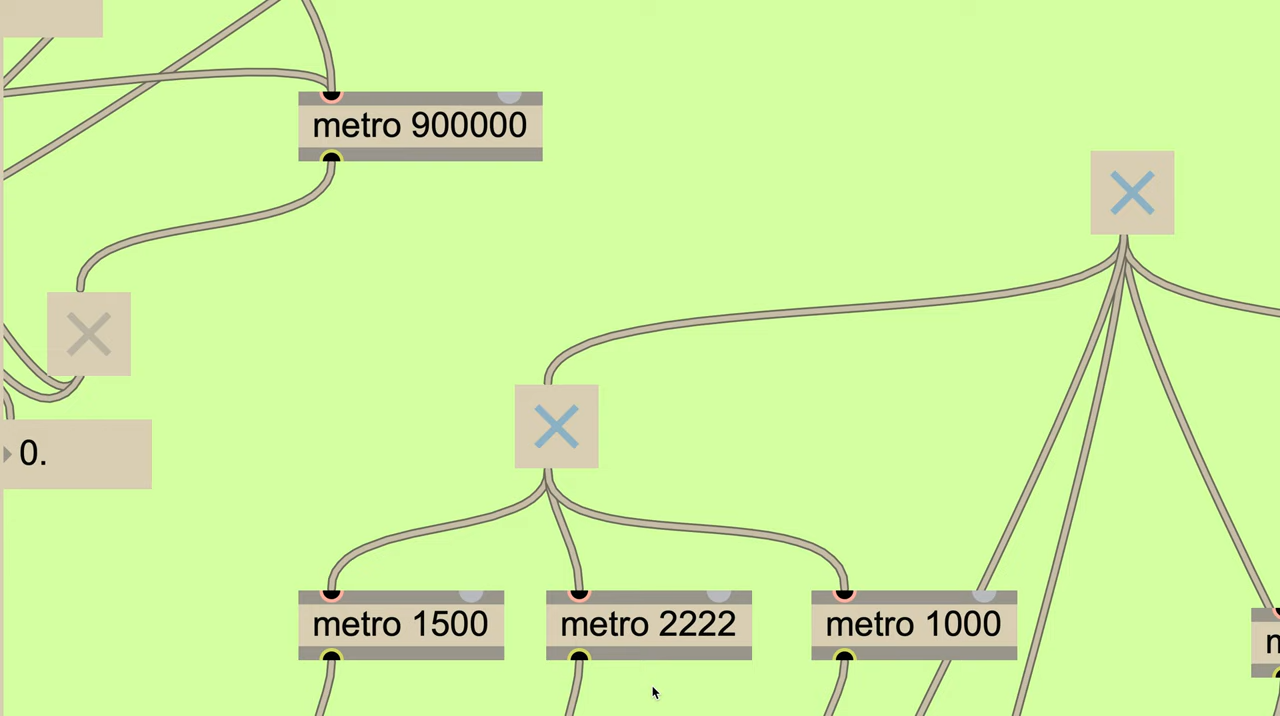 metro 900000
0.
metro 1500
metro 2222
metro 1000